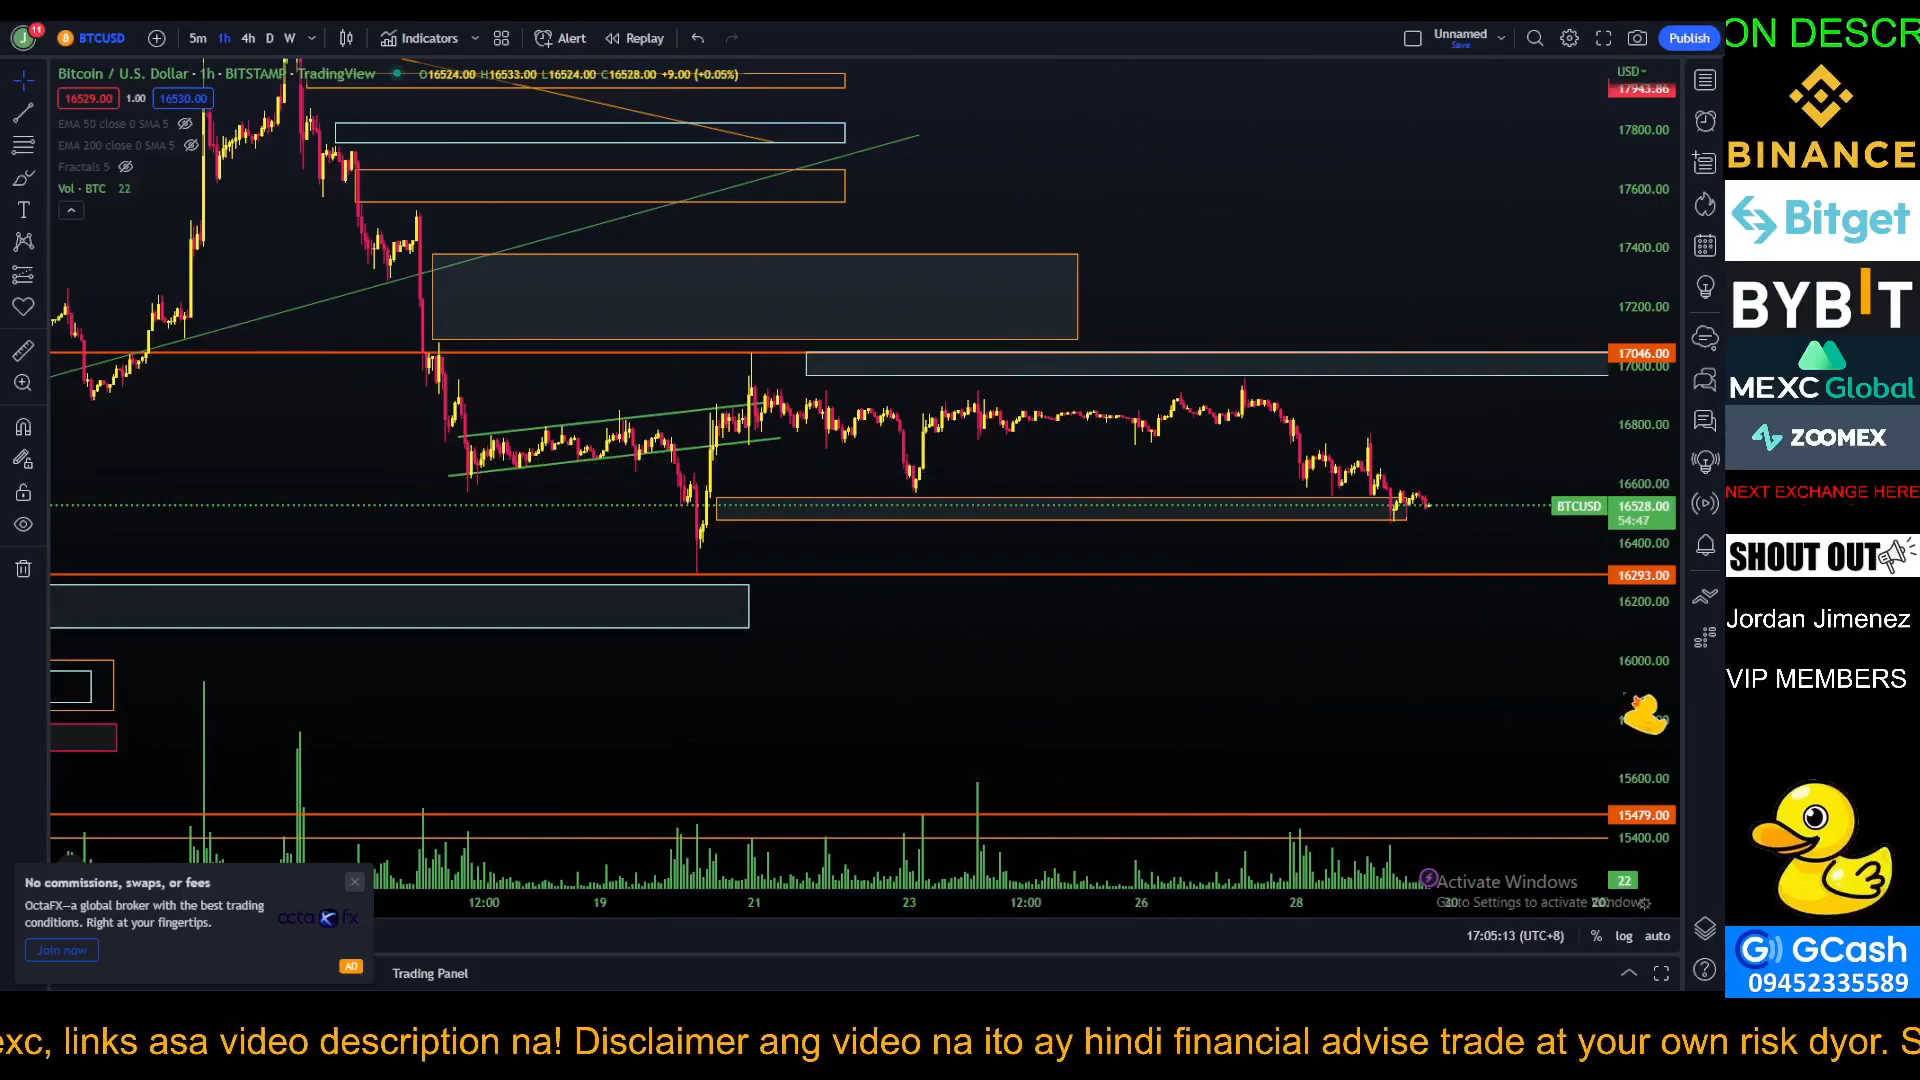 ON DESCR
11
J
BTCUSD
5m 1h 4h D W
Indicators
Alert
Replay
Unnamed
Save
Publish
Bitcoin / U.S. Dollar · 1h · BITSTAMP · TradingView
O16524.00 H16533.00 L16524.00 C16528.00 +9.00 (+0.05%)
USD
17943.86
16529.00 1.00 16530.00
EMA 50 close 0 SMA 5
EMA 200 close 0 SMA 5
Fractals 5
Vol · BTC 22
17800.00
17600.00
17400.00
17200.00
17046.00
17000.00
16800.00
16600.00
BTCUSD 16528.00
54:47
16400.00
16293.00
16200.00
16000.00
15600.00
15479.00
15400.00
22
BINANCE
Bitget
BYBIT
MEXC Global
ZOOMEX
NEXT EXCHANGE HERE
SHOUT OUT
Jordan Jimenez
VIP MEMBERS
GCash
09452335589
Activate Windows
Go to Settings to activate Windows.
12:00 19 21 23 12:00 26 28 30
No commissions, swaps, or fees
OctaFX—a global broker with the best trading
conditions. Right at your fingertips.
octa fx
Join now
AD
17:05:13 (UTC+8) % log auto
Trading Panel
exc, links asa video description na! Disclaimer ang video na ito ay hindi financial advise trade at your own risk dyor. S